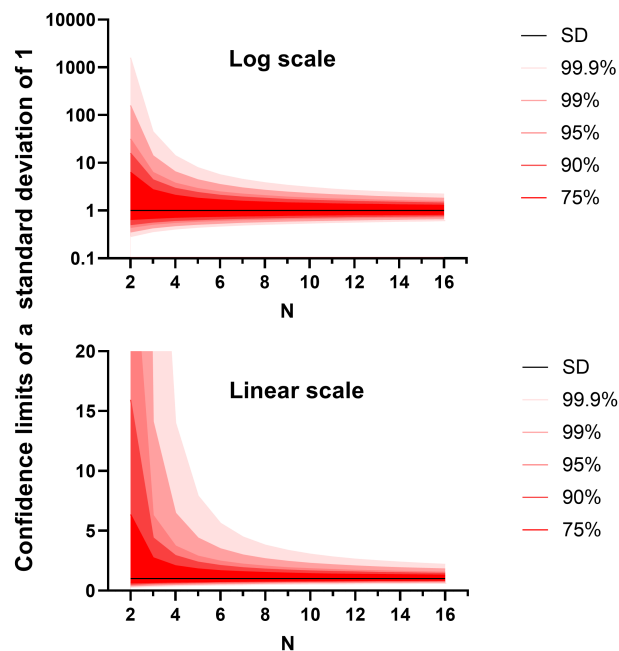 Confidence limits of a standard deviation of 1
Log scale
10000
1000
100
10
1
0.1
2 4 6 8 10 12 14 16
N
SD
99.9%
99%
95%
90%
75%
Linear scale
20
15
10
5
0
2 4 6 8 10 12 14 16
N
SD
99.9%
99%
95%
90%
75%